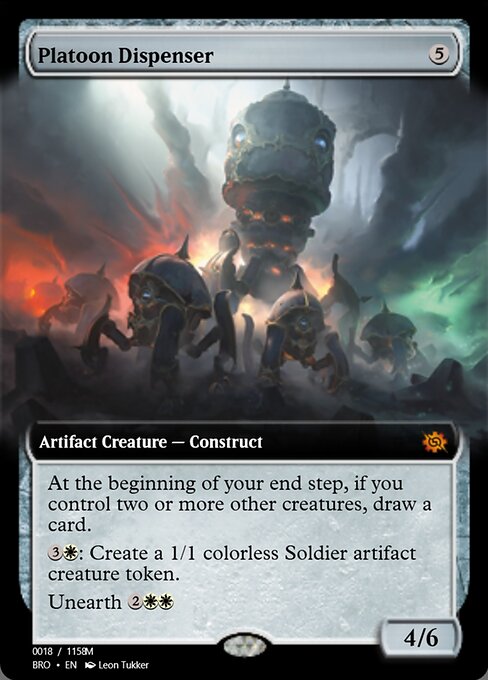 Platoon Dispenser
5
Artifact Creature — Construct
At the beginning of your end step, if you
control two or more other creatures, draw a
card.
3: Create a 1/1 colorless Soldier artifact
creature token.
Unearth 2
4/6
0018 / 1158M
BRO • EN Leon Tukker